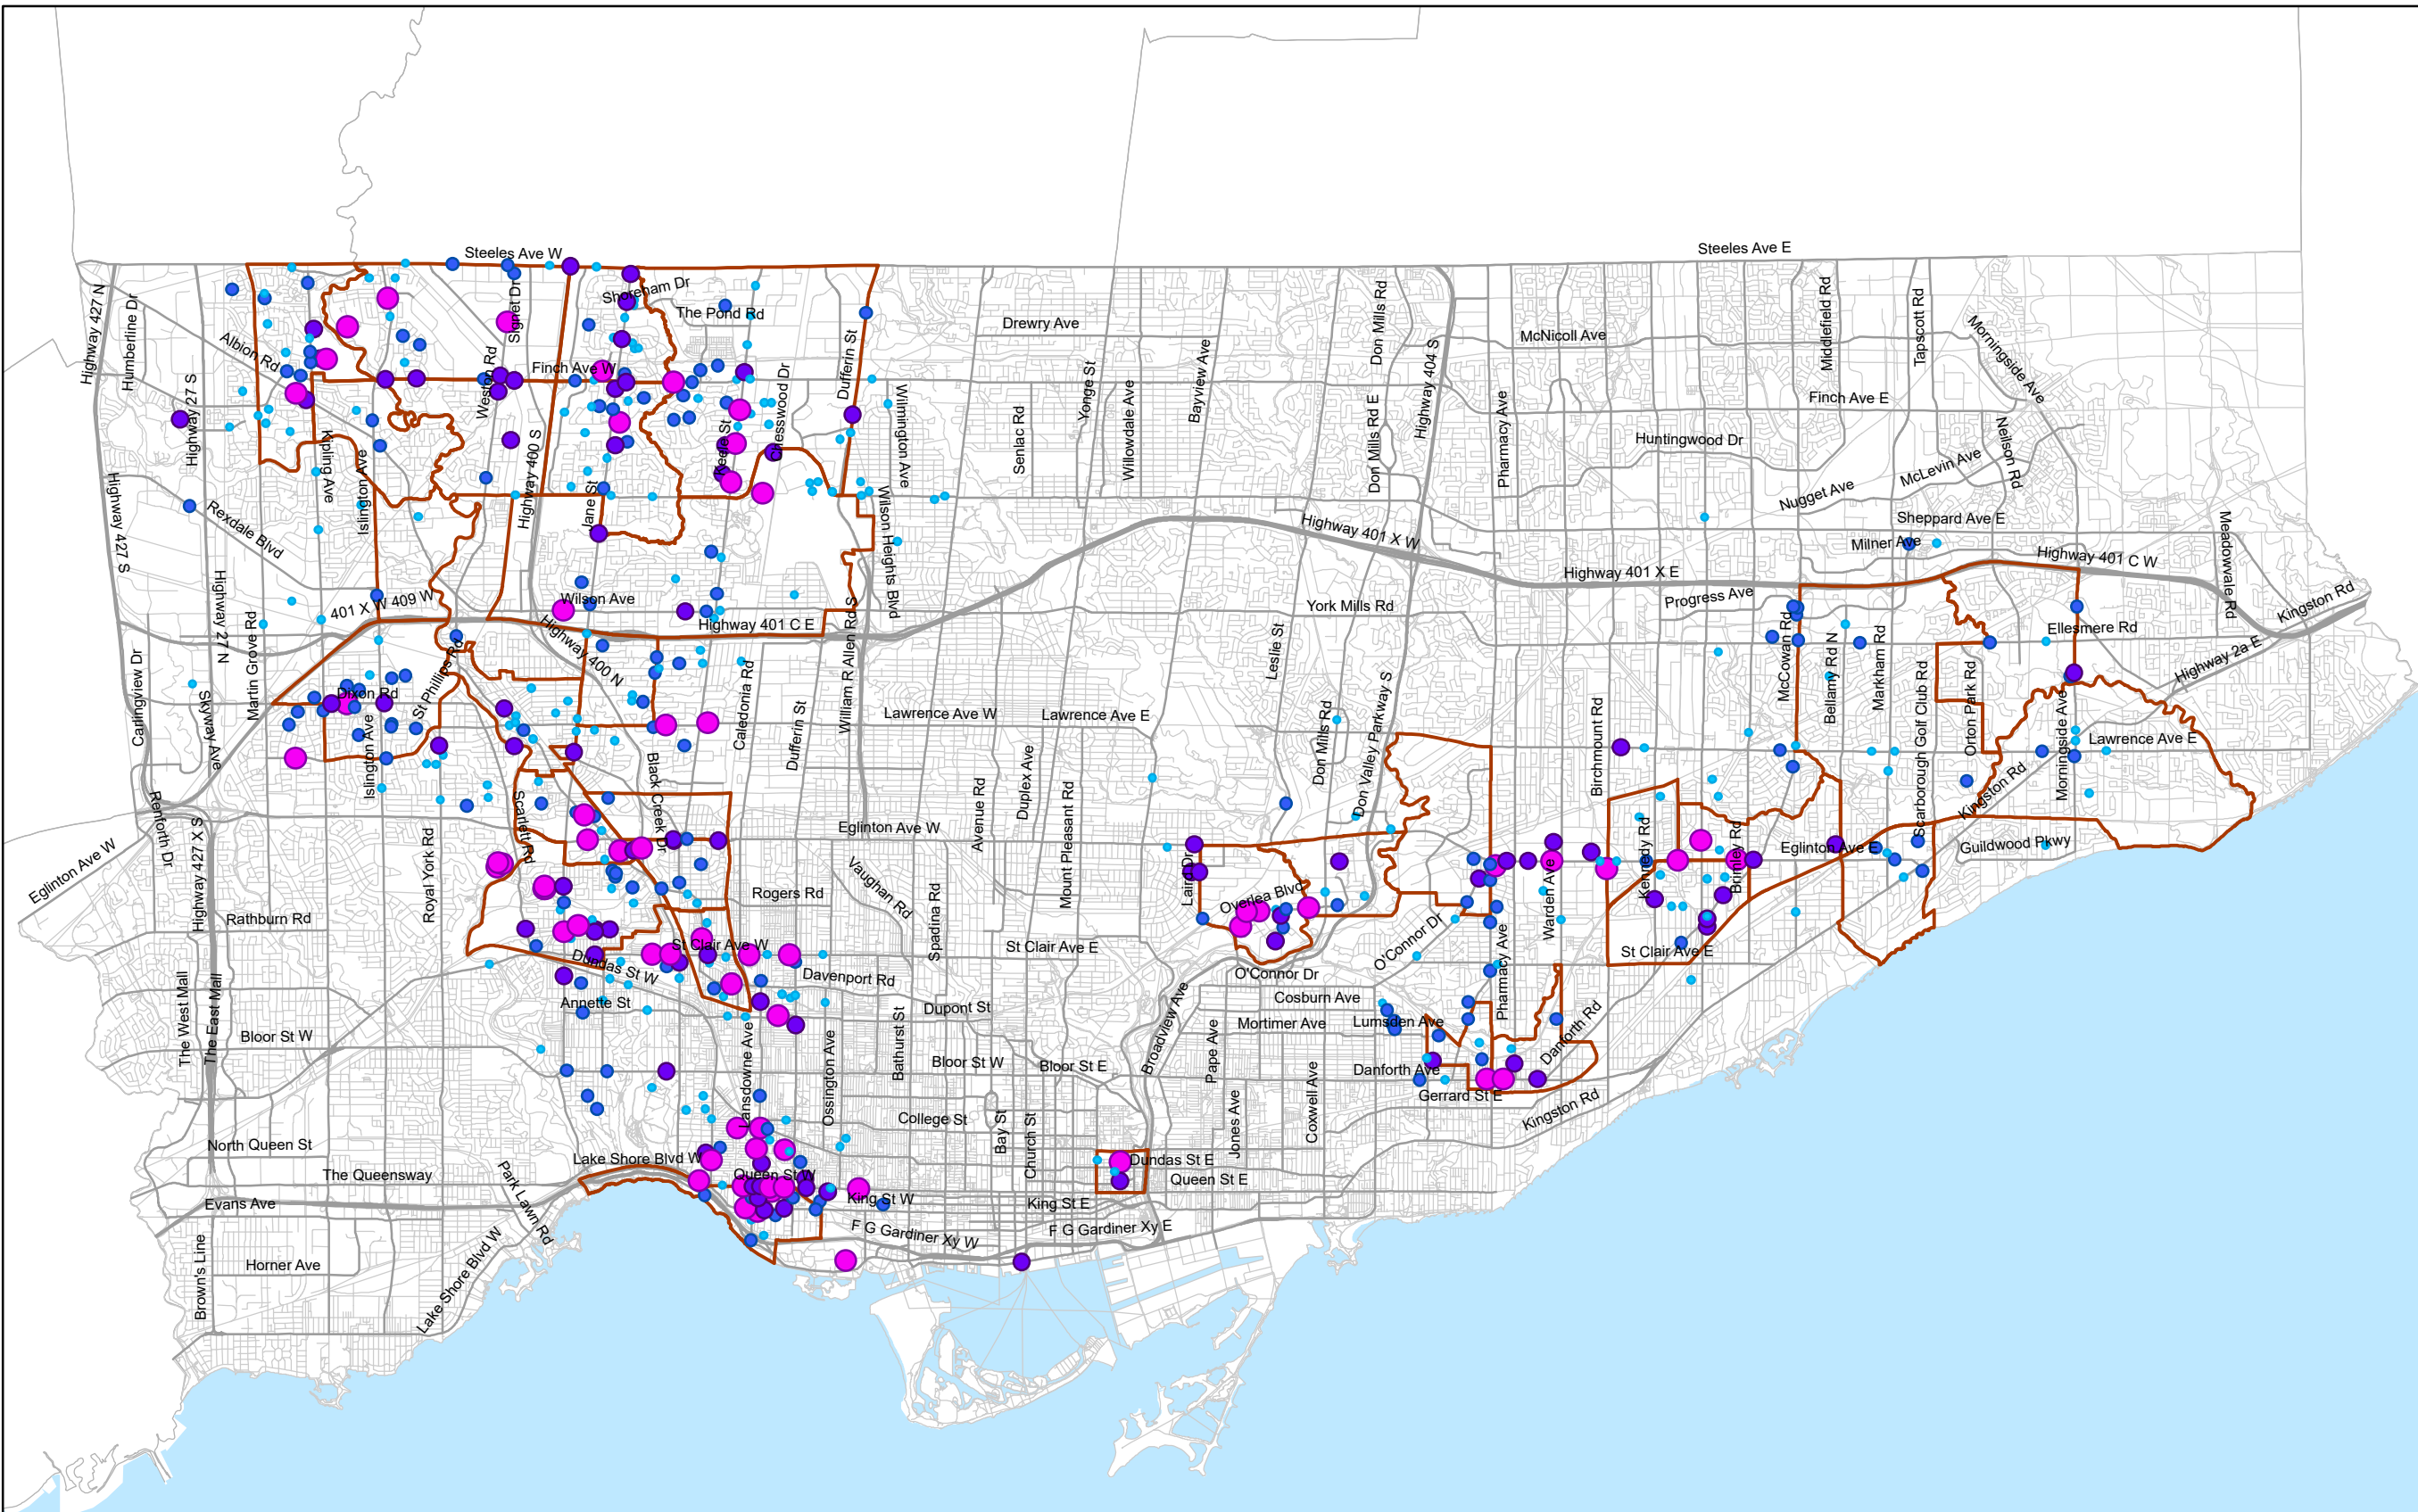 Steeles Ave W
Steeles Ave E
Highway 427 N
Humberline Dr
Albion Rd
Highway 27 S
Signet Dr
Weston Rd
Shoreham Dr
The Pond Rd
Finch Ave W
Chesswood Dr
Dufferin St
Wilmington Ave
Drewry Ave
Senlac Rd
Yonge St
Willowdale Ave
Bayview Ave
Don Mills Rd
Don Mills Rd E
Highway 404 S
Pharmacy Ave
McNicoll Ave
Middlefield Rd
Tapscott Rd
Morningside Ave
Finch Ave E
Huntingwood Dr
Neilson Rd
McLevin Ave
Nugget Ave
Sheppard Ave E
Milner Ave
Meadowvale Rd
Highway 427 S
Rexdale Blvd
Kipling Ave
Islington Ave
Highway 400 S
Jane St
Keele St
Wilson Heights Blvd
Highway 401 X W
Highway 401 X E
Highway 401 C W
Kingston Rd
Highway 27 N
401 X W 409 W
Wilson Ave
Highway 401 C E
York Mills Rd
Progress Ave
Ellesmere Rd
Highway 2a E
Martin Grove Rd
Carlingview Dr
Skyway Ave
Dixon Rd
St Phillips Rd
Highway 400 N
Caledonia Rd
Dufferin St
William R Allen Rd S
Lawrence Ave W
Lawrence Ave E
Leslie St
Don Mills Rd
Don Valley Parkway S
Birchmount Rd
McCowan Rd
Bellamy Rd N
Markham Rd
Scarborough Golf Club Rd
Orton Park Rd
Morningside Ave
Lawrence Ave E
Kingston Rd
Islington Ave
Renforth Dr
Highway 427 X S
Eglinton Ave W
Scarlett Rd
Black Creek Dr
Royal York Rd
Eglinton Ave W
Avenue Rd
Duplex Ave
Mount Pleasant Rd
Laird Dr
Overlea Blvd
Warden Ave
Kennedy Rd
Brimley Rd
Eglinton Ave E
Guildwood Pkwy
Rathburn Rd
Rogers Rd
Vaughan Rd
Spadina Rd
St Clair Ave W
St Clair Ave E
O'Connor Dr
O'Connor Dr
St Clair Ave E
Pharmacy Ave
The West Mall
The East Mall
Dundas St W
Davenport Rd
Annette St
Dupont St
Bathurst St
Broadview Ave
Cosburn Ave
Mortimer Ave
Lumsden Ave
Danforth Rd
Bloor St W
Lansdowne Ave
Ossington Ave
Bloor St W
Bloor St E
Pape Ave
Danforth Ave
Coxwell Ave
Gerrard St E
Kingston Rd
College St
Bay St
Church St
Jones Ave
North Queen St
The Queensway
Park Lawn Rd
Lake Shore Blvd W
Queen St W
Dundas St E
Queen St E
Evans Ave
King St W
King St E
F G Gardiner Xy W
F G Gardiner Xy E
Brown's Line
Horner Ave
Lake Shore Blvd W